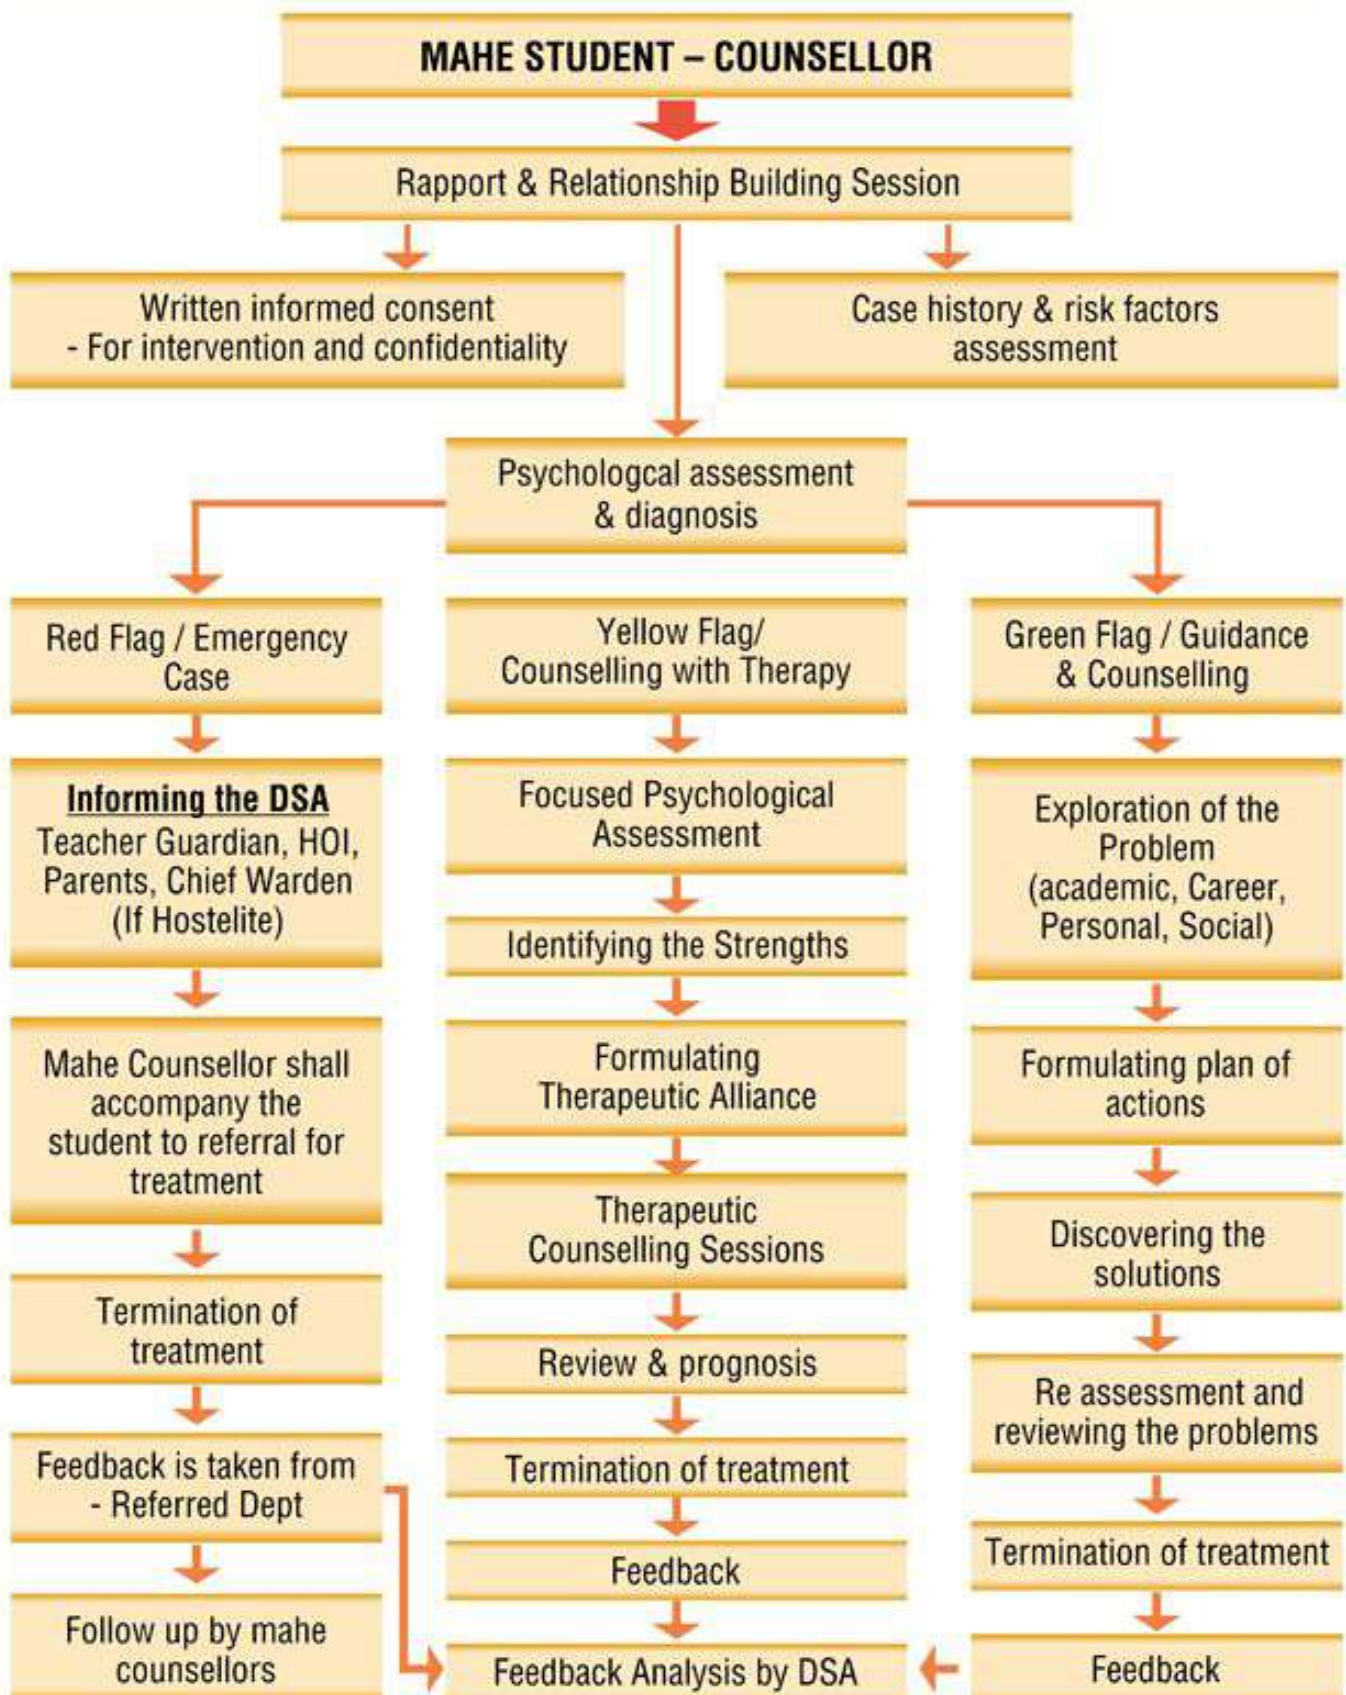 MAHE STUDENT – COUNSELLOR
Rapport & Relationship Building Session
Written informed consent
- For intervention and confidentiality
Case history & risk factors
assessment
Psychologcal assessment
& diagnosis
Red Flag / Emergency
Case
Informing the DSA
Teacher Guardian, HOI,
Parents, Chief Warden
(If Hostelite)
Mahe Counsellor shall
accompany the
student to referral for
treatment
Termination of
treatment
Feedback is taken from
- Referred Dept
Follow up by mahe
counsellors
Yellow Flag/
Counselling with Therapy
Focused Psychological
Assessment
Identifying the Strengths
Formulating
Therapeutic Alliance
Therapeutic
Counselling Sessions
Review & prognosis
Termination of treatment
Feedback
Feedback Analysis by DSA
Green Flag / Guidance
& Counselling
Exploration of the
Problem
(academic, Career,
Personal, Social)
Formulating plan of
actions
Discovering the
solutions
Re assessment and
reviewing the problems
Termination of treatment
Feedback